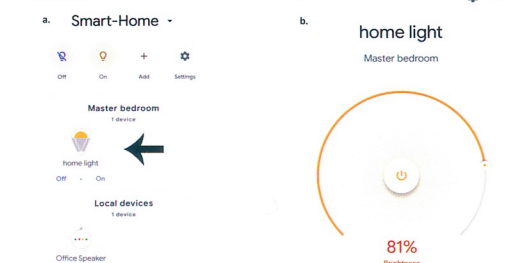 a.
Smart-Home
Off
On
Add
Settings
Master bedroom
1 device
home light
Off - On
Local devices
1 device
Office Speaker
b.
home light
Master bedroom
81%
Brightness